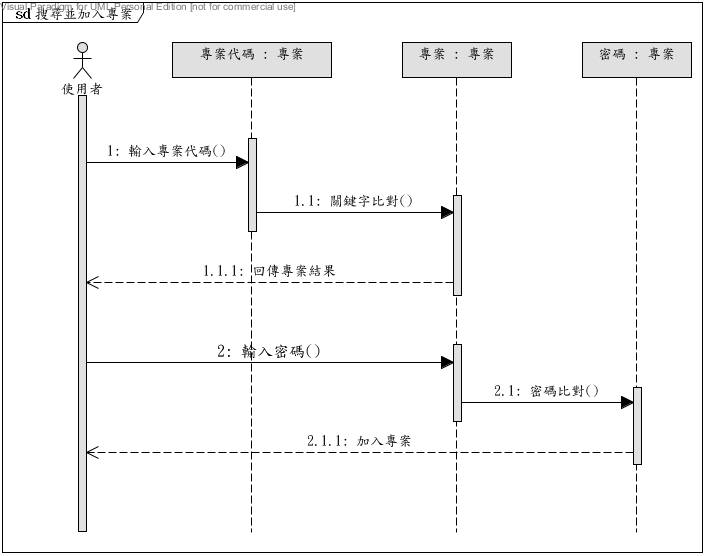 Visual Paradigm for UML Personal Edition [not for commercial use]
sd 搜尋並加入專案
專案代碼 : 專案
專案 : 專案
密碼 : 專案
使用者
1: 輸入專案代碼()
1.1: 關鍵字比對()
1.1.1: 回傳專案結果
2: 輸入密碼()
2.1: 密碼比對()
2.1.1: 加入專案